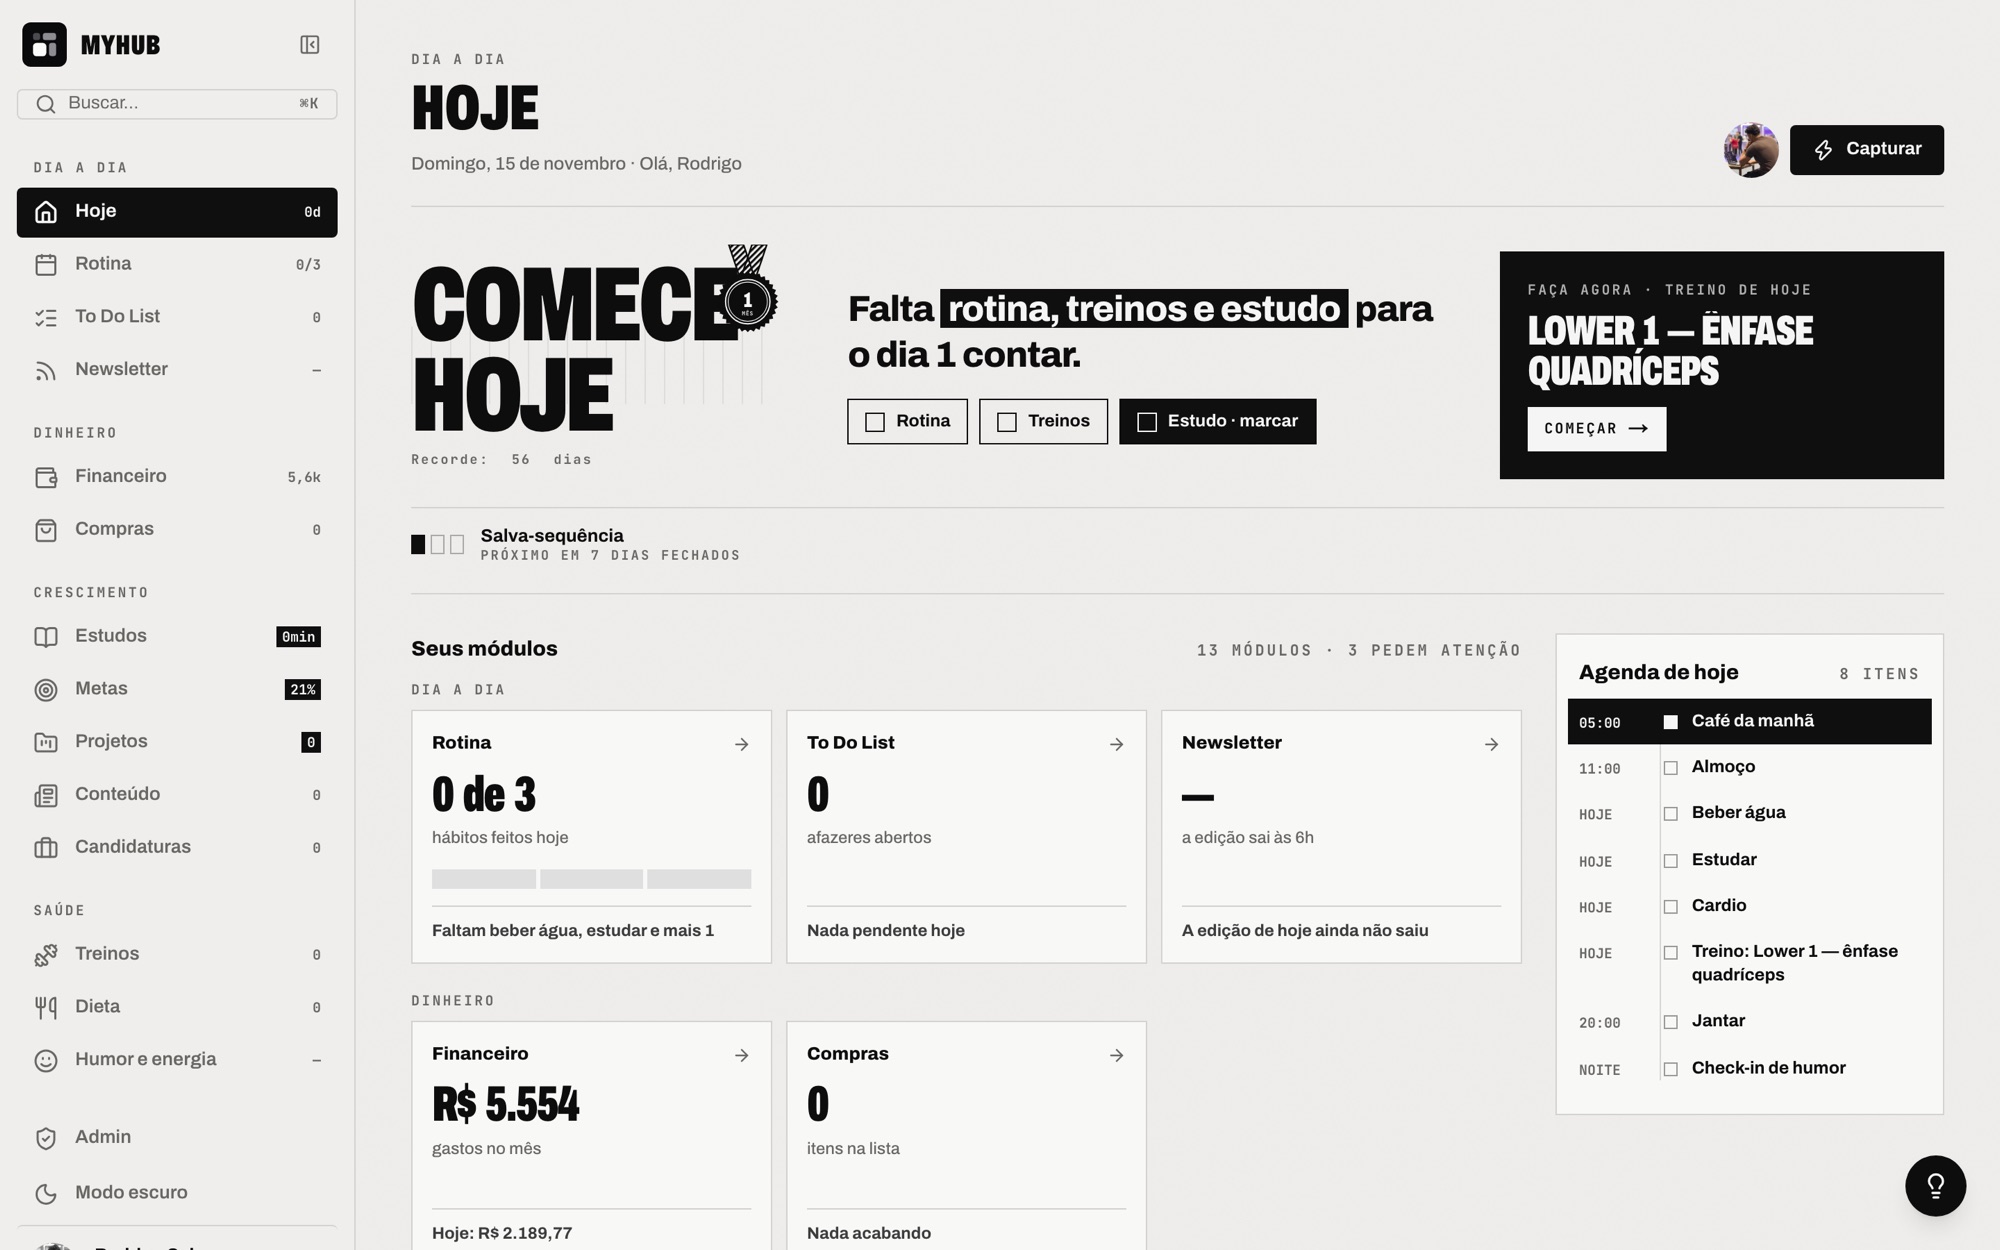 MYHUB
Buscar...
⌘K
DIA A DIA
Hoje
0d
Rotina
0/3
To Do List
0
Newsletter
—
DINHEIRO
Financeiro
5,6k
Compras
0
CRESCIMENTO
Estudos
0min
Metas
21%
Projetos
0
Conteúdo
0
Candidaturas
0
SAÚDE
Treinos
0
Dieta
0
Humor e energia
—
Admin
Modo escuro
DIA A DIA
HOJE
Domingo, 15 de novembro · Olá, Rodrigo
Capturar
COMECE
HOJE
1
MÊS
Recorde: 56 dias
Falta rotina, treinos e estudo para
o dia 1 contar.
Rotina
Treinos
Estudo · marcar
FAÇA AGORA · TREINO DE HOJE
LOWER 1 — ÊNFASE
QUADRÍCEPS
COMEÇAR →
Salva-sequência
PRÓXIMO EM 7 DIAS FECHADOS
Seus módulos
13 MÓDULOS · 3 PEDEM ATENÇÃO
DIA A DIA
Rotina
0 de 3
hábitos feitos hoje
Faltam beber água, estudar e mais 1
To Do List
0
afazeres abertos
Nada pendente hoje
Newsletter
—
a edição sai às 6h
A edição de hoje ainda não saiu
DINHEIRO
Financeiro
R$ 5.554
gastos no mês
Hoje: R$ 2.189,77
Compras
0
itens na lista
Nada acabando
Agenda de hoje
8 ITENS
05:00 Café da manhã
11:00 Almoço
HOJE Beber água
HOJE Estudar
HOJE Cardio
HOJE Treino: Lower 1 — ênfase
quadríceps
20:00 Jantar
NOITE Check-in de humor